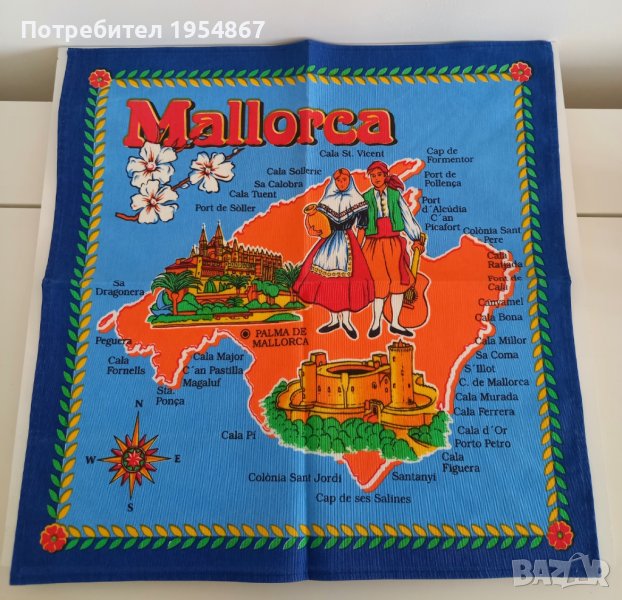 Потребител 1954867
Mallorca
Cala St. Vicent
Cap de
Formentor
Cala Solleric
Sa Calobra
Cala Tuent
Port de Sòller
Port de
Pollença
Port
d'Alcúdia
C'an
Picafort
Colònia Sant
Pere
Cala
Ratjada
Font de
Cala
Canyamel
Cala Bona
Cala Millor
Sa Coma
S'Illot
C. de Mallorca
Cala Murada
Cala Ferrera
Cala d'Or
Porto Petro
Cala
Figuera
Santanyi
Cap de ses Salines
Colònia Sant Jordi
Cala Pi
Sa
Dragonera
PALMA DE
MALLORCA
Peguera
Cala
Fornells
Cala Major
C'an Pastilla
Magaluf
Sta.
Ponça
N
W
E
S
BAZAR